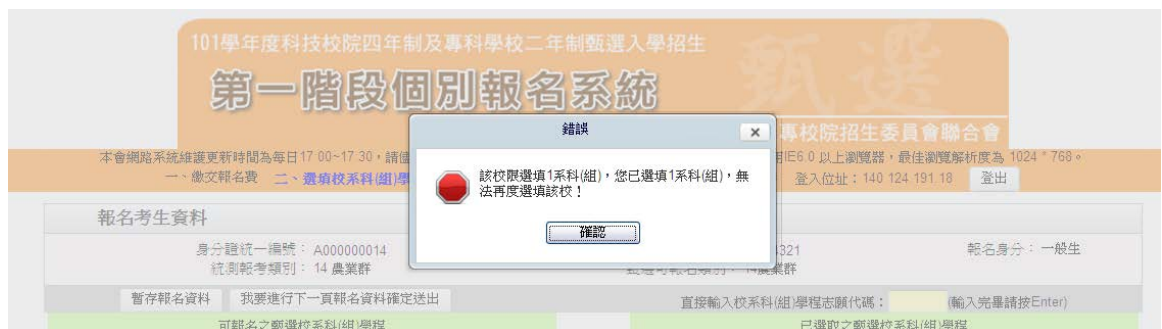 101學年度科技校院四年制及專科學校二年制甄選入學招生
第一階段個別報名系統
甄選
錯誤
專校院招生委員會聯合會
本會網路系統維護更新時間為每日17:00~17:30，請
IE6.0 以上瀏覽器，最佳瀏覽解析度為 1024 * 768。
一、繳交報名費 二、選填校系科(組)學
登入位址：140.124.191.18 登出
該校限選填1系科(組)，您已選填1系科(組)，無
法再度選填該校！
確認
報名考生資料
身分證統一編號： A000000014
4321
報名身分： 一般生
統測報考類別： 14 農業群
甄選可報名類別： 14農業群
暫存報名資料 我要進行下一頁報名資料確定送出
直接輸入校系科(組)學程志願代碼： (輸入完畢請按Enter)
可報名之甄選校系科(組)學程
已選取之甄選校系科(組)學程